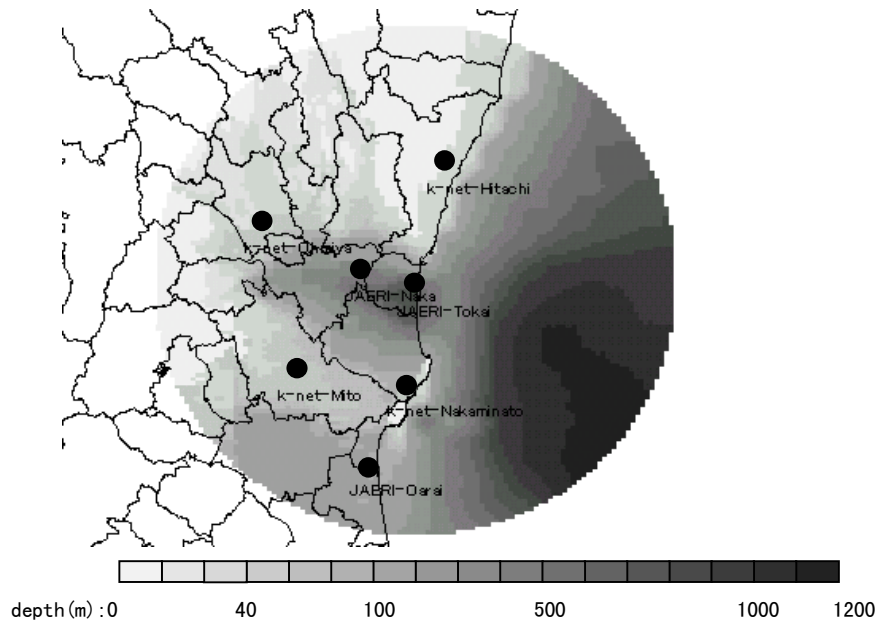 k-net-Hitachi
k-net-Ohmiya
JAERI-Naka
JAERI-Tokai
k-net-Mito
k-net-Nakaminato
JAERI-Oarai
depth(m):0 40 100 500 1000 1200